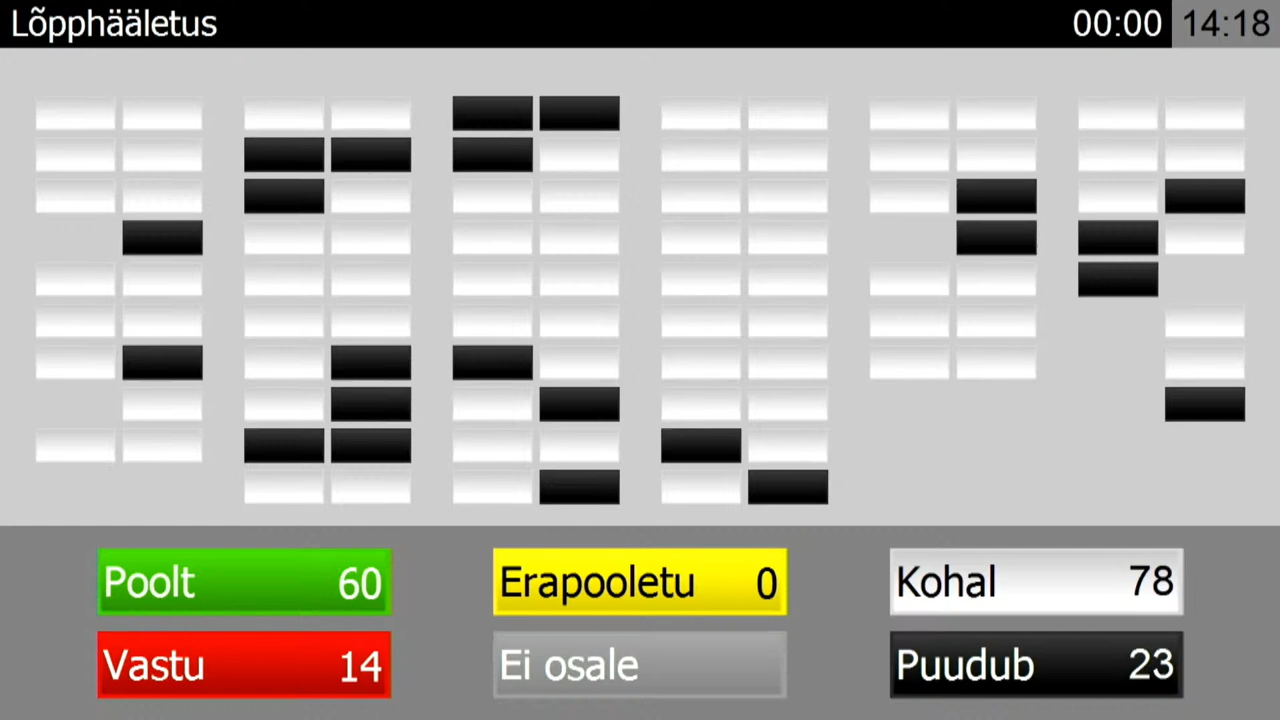 Lõpphääletus 00:00 14:18
Poolt 60 Erapooletu 0 Kohal 78
Vastu 14 Ei osale Puudub 23